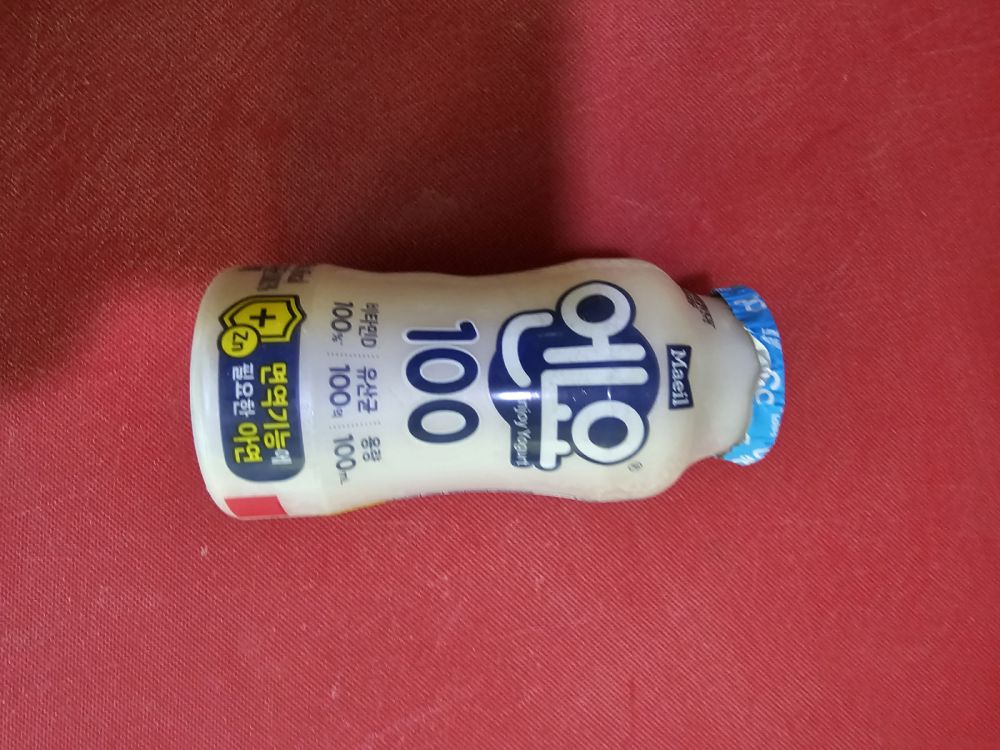 Maeil
엔요
®
Enjoy Yogurt
100
비타민D 유산균 용량
100% 100억 100mL
Zn
면역기능에
필요한 아연